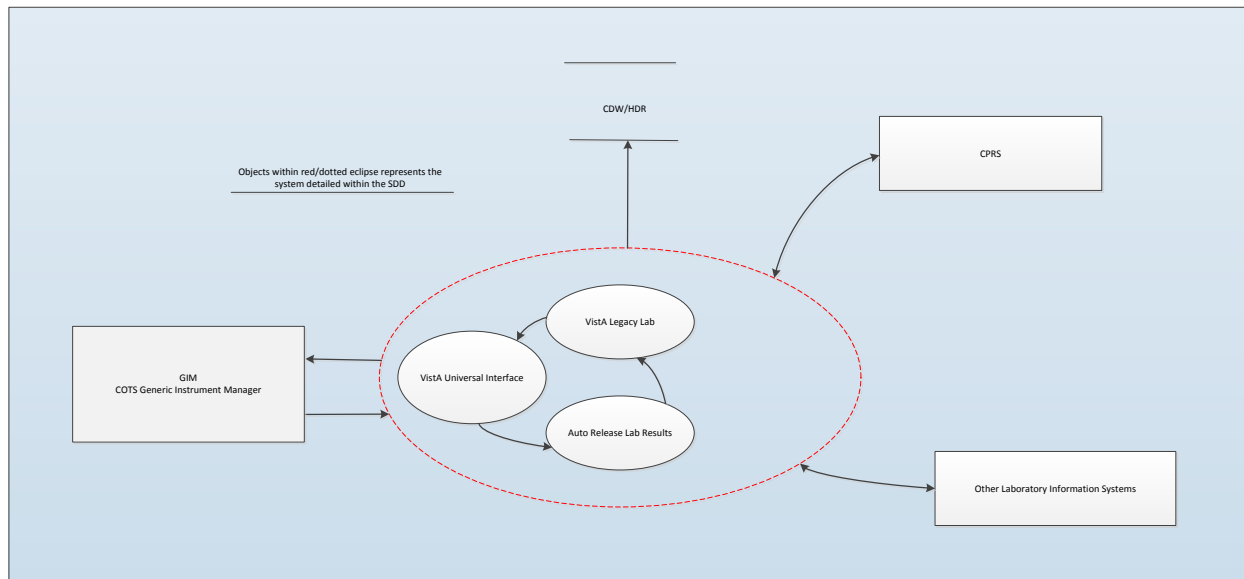 CDW/HDR
CPRS
Objects within red/dotted eclipse represents the
system detailed within the SDD
VistA Legacy Lab
GIM
COTS Generic Instrument Manager
VistA Universal Interface
Auto Release Lab Results
Other Laboratory Information Systems